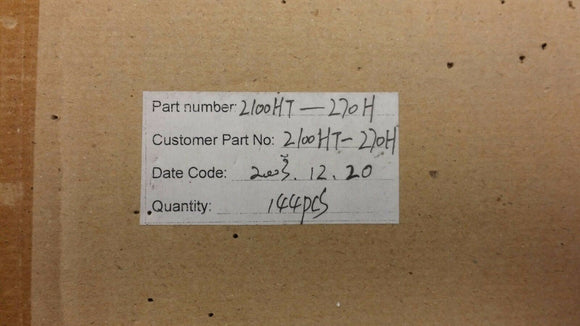 Part number: 2100HT — 270H
Customer Part No: 2100HT - 270H
Date Code: 2003.12.20
Quantity: 144pcs